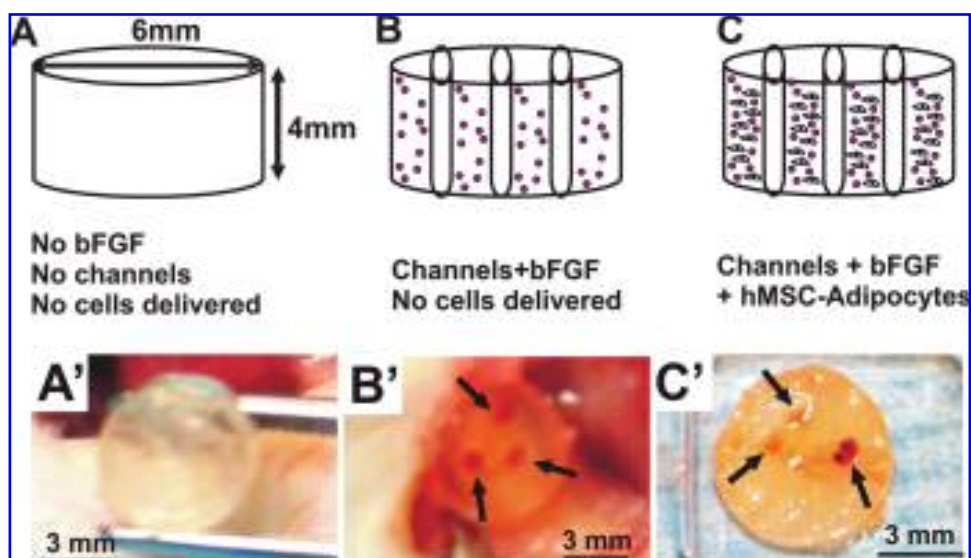 A
6mm
4mm
No bFGF
No channels
No cells delivered
B
Channels+bFGF
No cells delivered
C
Channels + bFGF
+ hMSC-Adipocytes
A'
3 mm
B'
3 mm
C'
3 mm